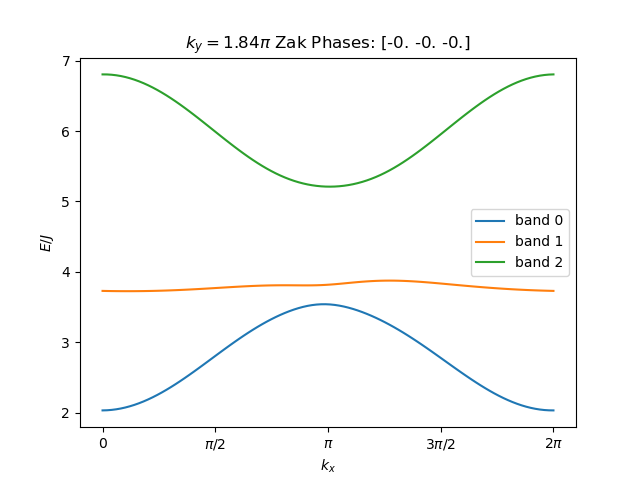 k_y = 1.84π Zak Phases: [-0. -0. -0.]
7
6
5
4
3
2
E/J
band 0
band 1
band 2
0 π/2 π 3π/2 2π
k_x